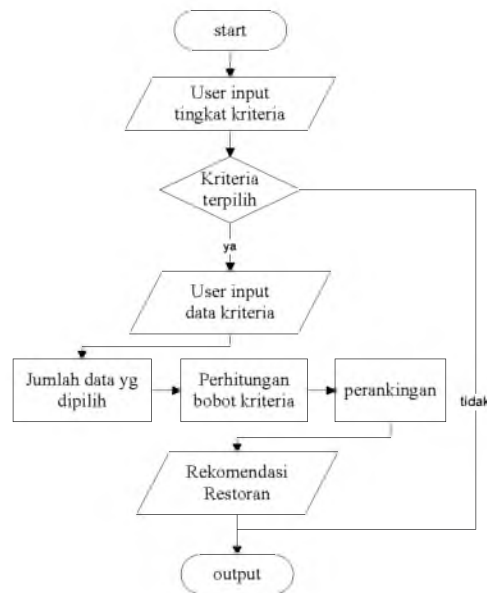 start
User input
tingkat kriteria
Kriteria
terpilih
ya
User input
data kriteria
Jumlah data yg
dipilih
Perhitungan
bobot kriteria
perankingan
tidak
Rekomendasi
Restoran
output